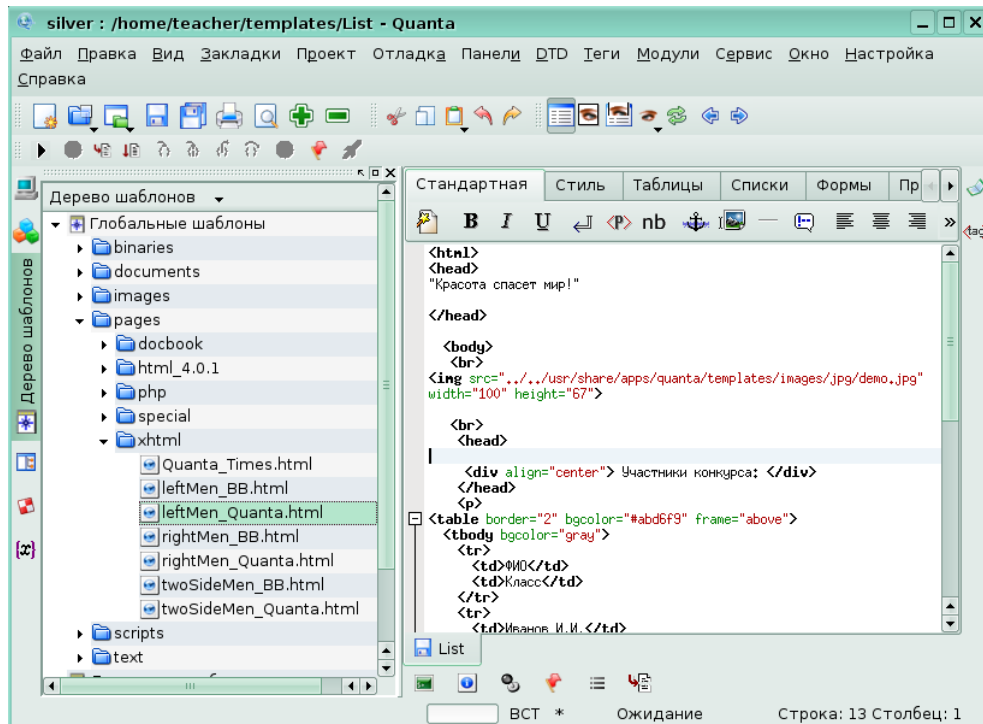 silver : /home/teacher/templates/List - Quanta
Файл Правка Вид Закладки Проект Отладка Панели DTD Теги Модули Сервис Окно Настройка
Справка
Дерево шаблонов
Дерево шаблонов
Глобальные шаблоны
binaries
documents
images
pages
docbook
html_4.0.1
php
special
xhtml
Quanta_Times.html
leftMen_BB.html
leftMen_Quanta.html
rightMen_BB.html
rightMen_Quanta.html
twoSideMen_BB.html
twoSideMen_Quanta.html
scripts
text
{x}
Стандартная Стиль Таблицы Списки Формы Пр
B I U <P> nb
<tag
<html>
<head>
"Красота спасет мир!"
</head>
<body>
<br>
<img src="../../usr/share/apps/quanta/templates/images/jpg/demo.jpg"
width="100" height="67">
<br>
<head>
<div align="center"> Участники конкурса: </div>
</head>
<p>
<table border="2" bgcolor="#abd6f9" frame="above">
<tbody bgcolor="gray">
<tr>
<td>ФИО</td>
<td>Класс</td>
</tr>
<tr>
<td>Иванов И.И.</td>
List
ВСТ * Ожидание Строка: 13 Столбец: 1